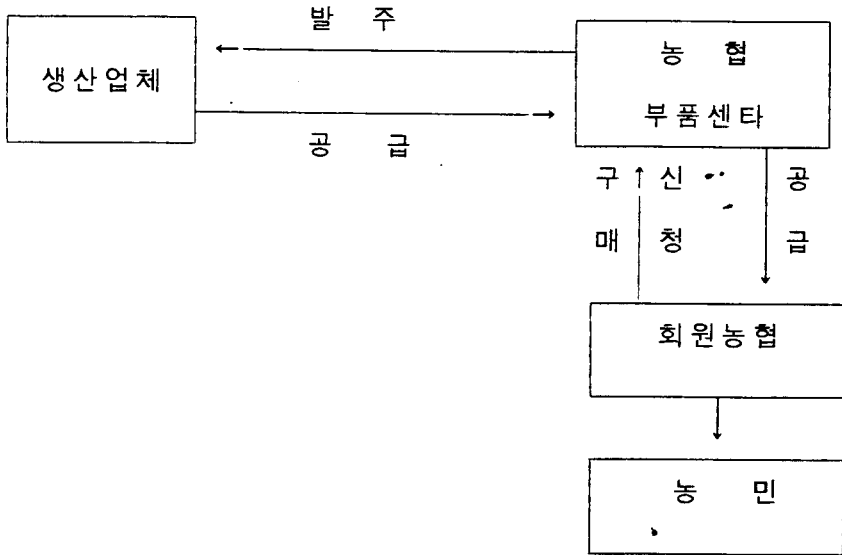 발 주
생산업체
농 협
부품센타
공 급
구매 신청
공급
회원농협
농 민